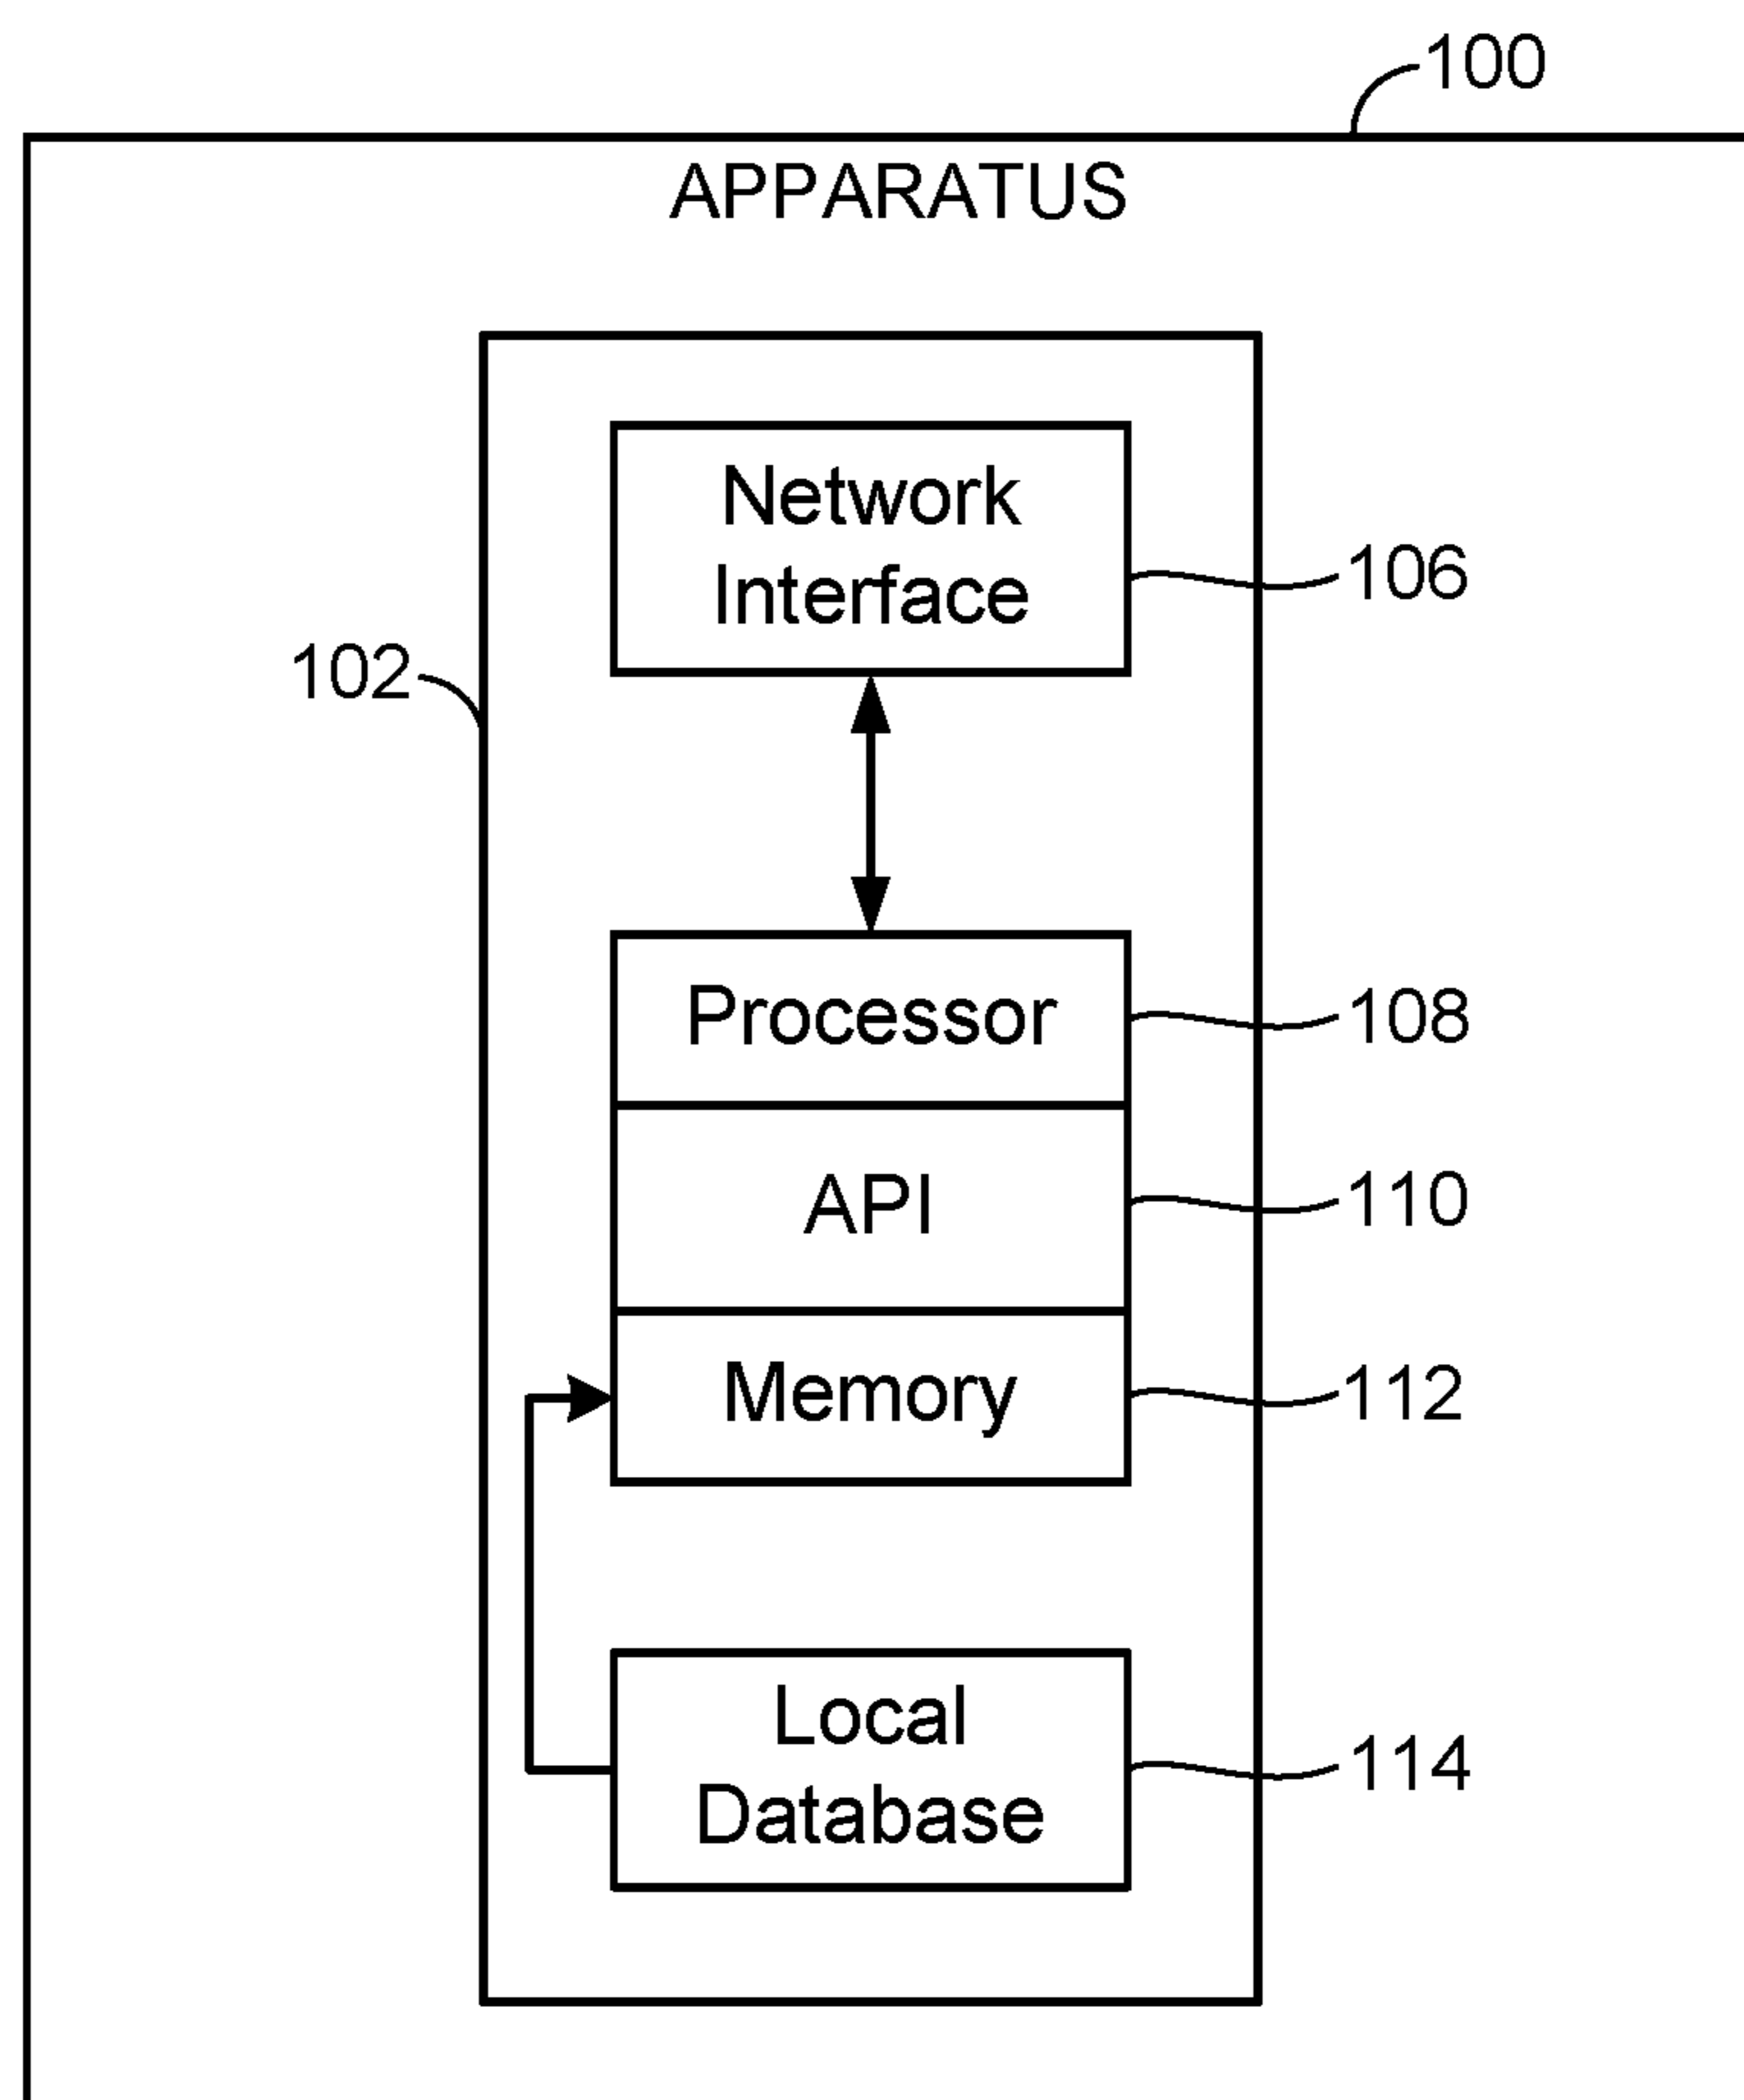 100
APPARATUS
Network
Interface
106
102
Processor
108
API
110
Memory
112
Local
Database
114